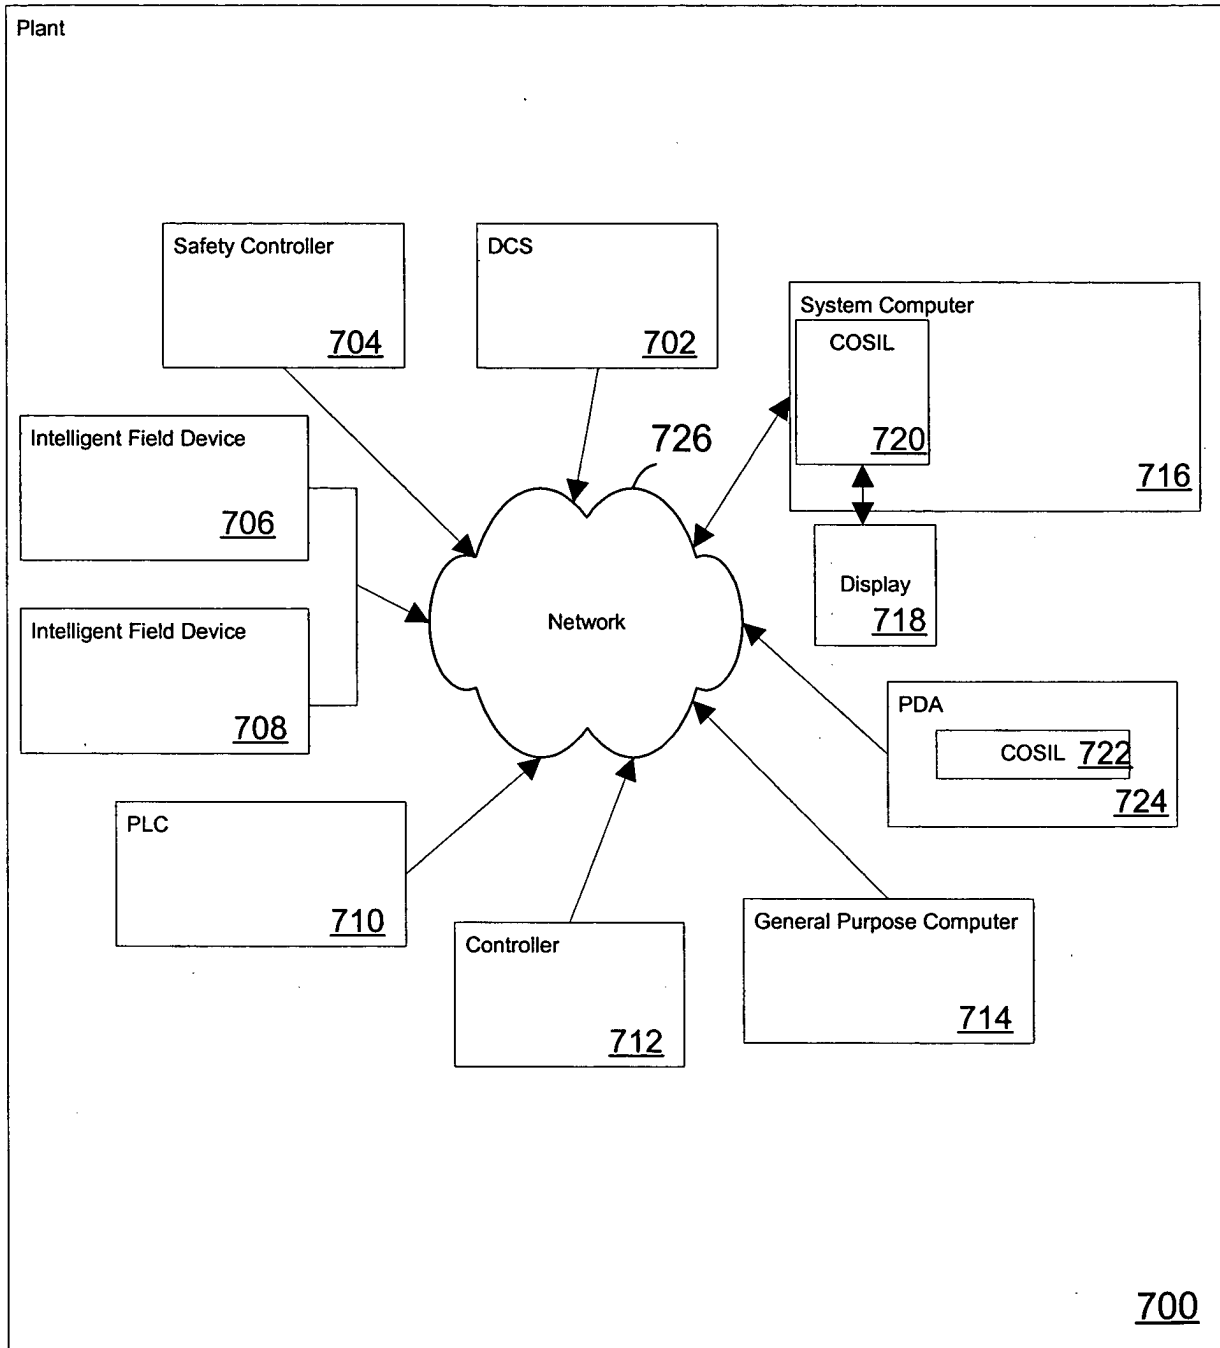 Plant
Safety Controller
704
DCS
702
System Computer
COSIL
720
716
Intelligent Field Device
706
726
Display
718
Intelligent Field Device
708
Network
PDA
COSIL 722
724
PLC
710
Controller
712
General Purpose Computer
714
700